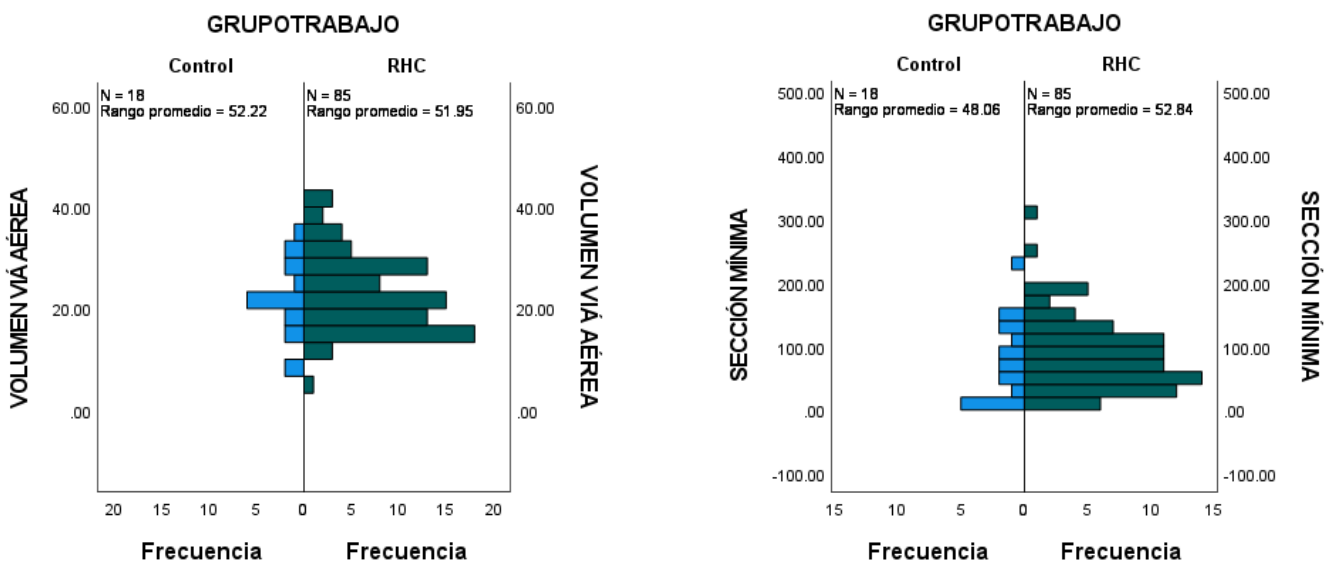 GRUPOTRABAJO
Control RHC
N = 18 N = 85
Rango promedio = 52.22 Rango promedio = 51.95
60.00 60.00
40.00 40.00
20.00 20.00
.00 .00
VOLUMEN VIÁ AÉREA
VOLUMEN VIÁ AÉREA
20 15 10 5 0 5 10 15 20
Frecuencia Frecuencia
GRUPOTRABAJO
Control RHC
N = 18 N = 85
Rango promedio = 48.06 Rango promedio = 52.84
500.00 500.00
400.00 400.00
300.00 300.00
200.00 200.00
100.00 100.00
.00 .00
-100.00 -100.00
SECCIÓN MÍNIMA
SECCIÓN MÍNIMA
15 10 5 0 5 10 15
Frecuencia Frecuencia